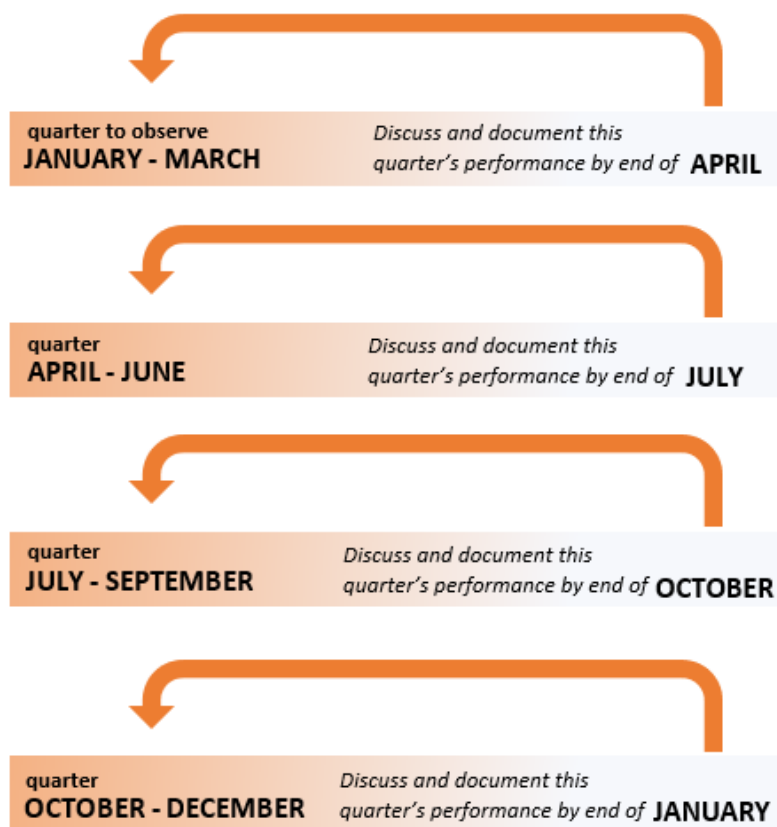 quarter to observe
JANUARY - MARCH
Discuss and document this
quarter's performance by end of APRIL
quarter
APRIL - JUNE
Discuss and document this
quarter's performance by end of JULY
quarter
JULY - SEPTEMBER
Discuss and document this
quarter's performance by end of OCTOBER
quarter
OCTOBER - DECEMBER
Discuss and document this
quarter's performance by end of JANUARY